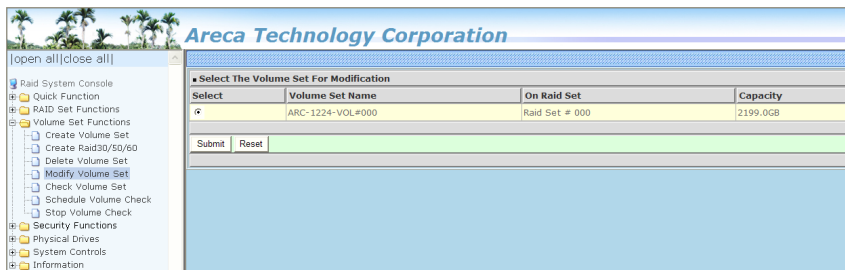 Areca Technology Corporation
|open all|close all|
Raid System Console
Quick Function
RAID Set Functions
Volume Set Functions
Create Volume Set
Create Raid30/50/60
Delete Volume Set
Modify Volume Set
Check Volume Set
Schedule Volume Check
Stop Volume Check
Security Functions
Physical Drives
System Controls
Information
Select The Volume Set For Modification
Select Volume Set Name On Raid Set Capacity
ARC-1224-VOL#000 Raid Set # 000 2199.0GB
Submit Reset